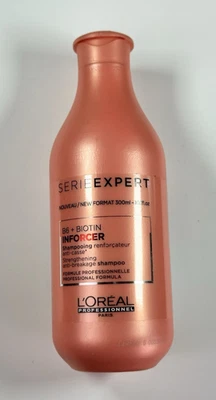 SERIE EXPERT
NOUVEAU / NEW FORMAT 300ml
B6 + BIOTIN
INFORCER
Shampooing renforçateur
anti-casse*
Strengthening
anti-breakage shampoo
FORMULE PROFESSIONNELLE
PROFESSIONAL FORMULA
L'ORÉAL
PROFESSIONNEL
PARIS